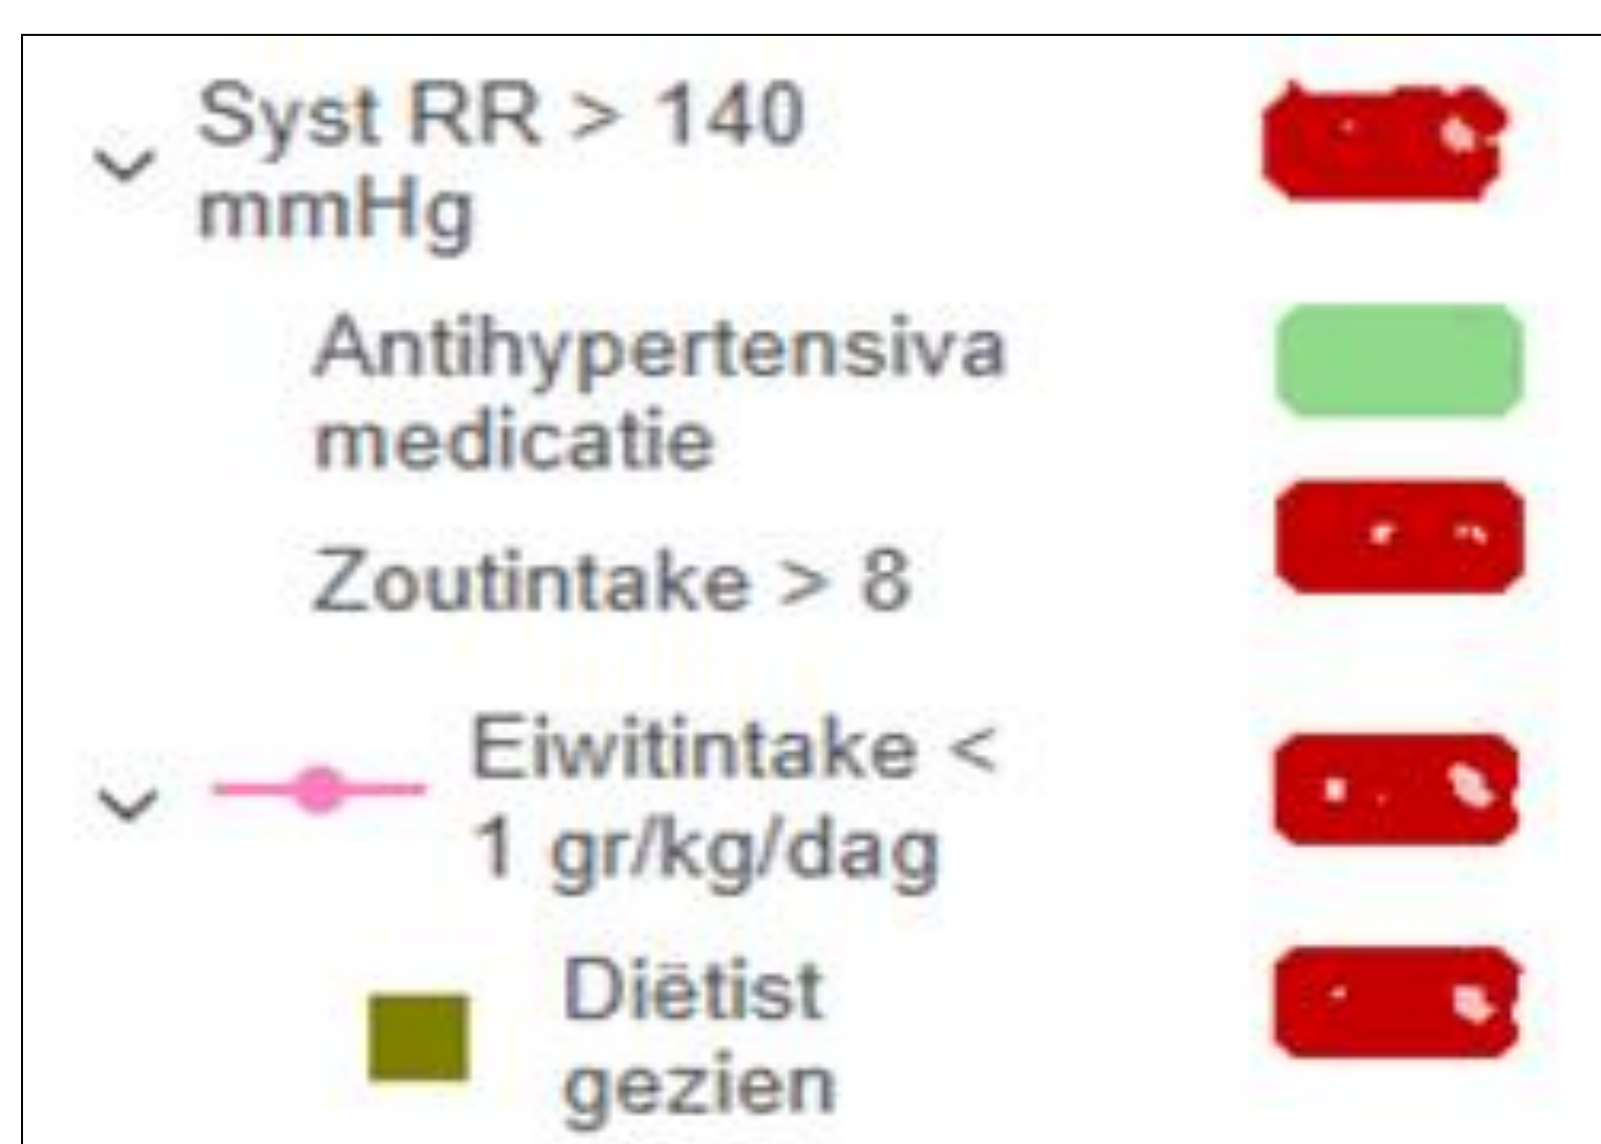 Syst RR > 140
mmHg
Antihypertensiva
medicatie
Zoutintake > 8
Eiwitintake <
1 gr/kg/dag
Diëtist
gezien